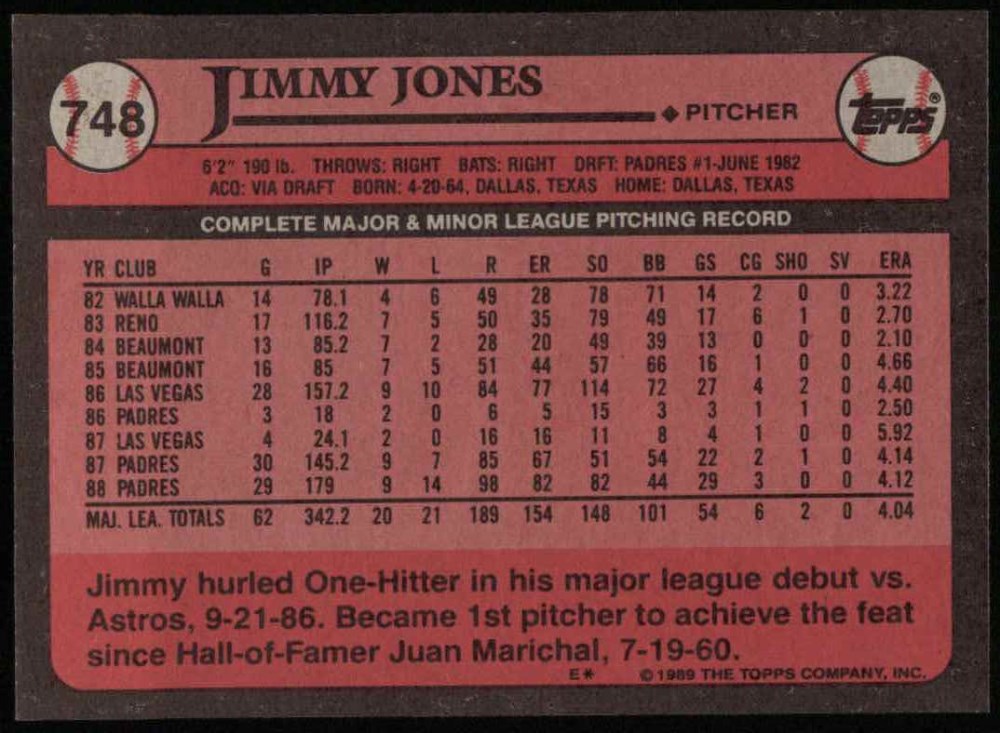 748
JIMMY JONES
◆ PITCHER
TOPPS®
6'2" 190 lb. THROWS: RIGHT BATS: RIGHT DRFT: PADRES #1-JUNE 1982
ACQ: VIA DRAFT BORN: 4-20-64, DALLAS, TEXAS HOME: DALLAS, TEXAS
COMPLETE MAJOR & MINOR LEAGUE PITCHING RECORD
YR CLUB G IP W L R ER SO BB GS CG SHO SV ERA
82 WALLA WALLA 14 78.1 4 6 49 28 78 71 14 2 0 0 3.22
83 RENO 17 116.2 7 5 50 35 79 49 17 6 1 0 2.70
84 BEAUMONT 13 85.2 7 2 28 20 49 39 13 0 0 0 2.10
85 BEAUMONT 16 85 7 5 51 44 57 66 16 1 0 0 4.66
86 LAS VEGAS 28 157.2 9 10 84 77 114 72 27 4 2 0 4.40
86 PADRES 3 18 2 0 6 5 15 3 3 1 1 0 2.50
87 LAS VEGAS 4 24.1 2 0 16 16 11 8 4 1 0 0 5.92
87 PADRES 30 145.2 9 7 85 67 51 54 22 2 1 0 4.14
88 PADRES 29 179 9 14 98 82 82 44 29 3 0 0 4.12
MAJ. LEA. TOTALS 62 342.2 20 21 189 154 148 101 54 6 2 0 4.04
Jimmy hurled One-Hitter in his major league debut vs.
Astros, 9-21-86. Became 1st pitcher to achieve the feat
since Hall-of-Famer Juan Marichal, 7-19-60.
E* © 1989 THE TOPPS COMPANY, INC.